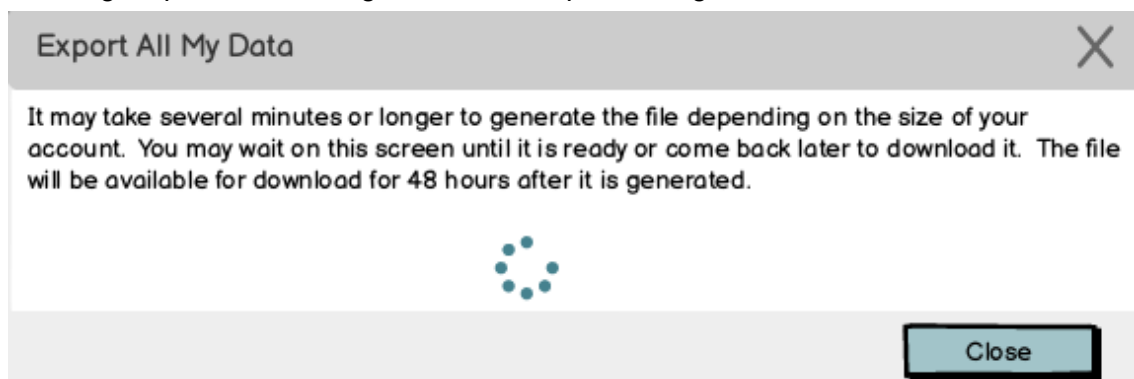 Export All My Data
It may take several minutes or longer to generate the file depending on the size of your
account.  You may wait on this screen until it is ready or come back later to download it.  The file
will be available for download for 48 hours after it is generated.
Close